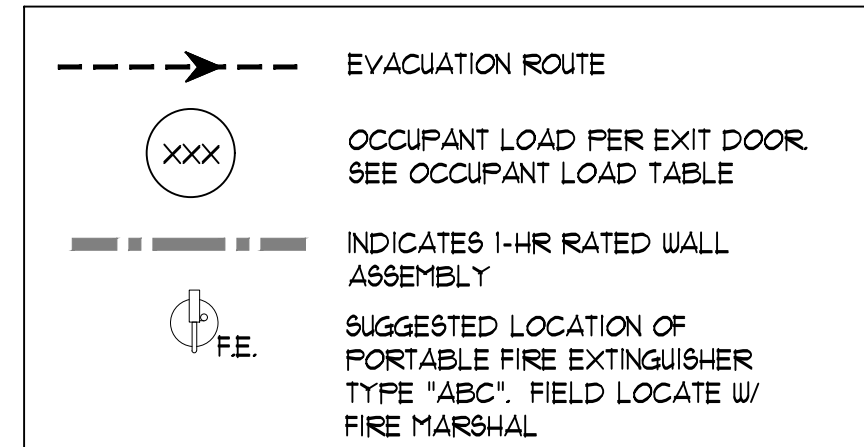 EVACUATION ROUTE
XXX
OCCUPANT LOAD PER EXIT DOOR.
SEE OCCUPANT LOAD TABLE
INDICATES 1-HR RATED WALL
ASSEMBLY
F.E.
SUGGESTED LOCATION OF
PORTABLE FIRE EXTINGUISHER
TYPE "ABC". FIELD LOCATE W/
FIRE MARSHAL